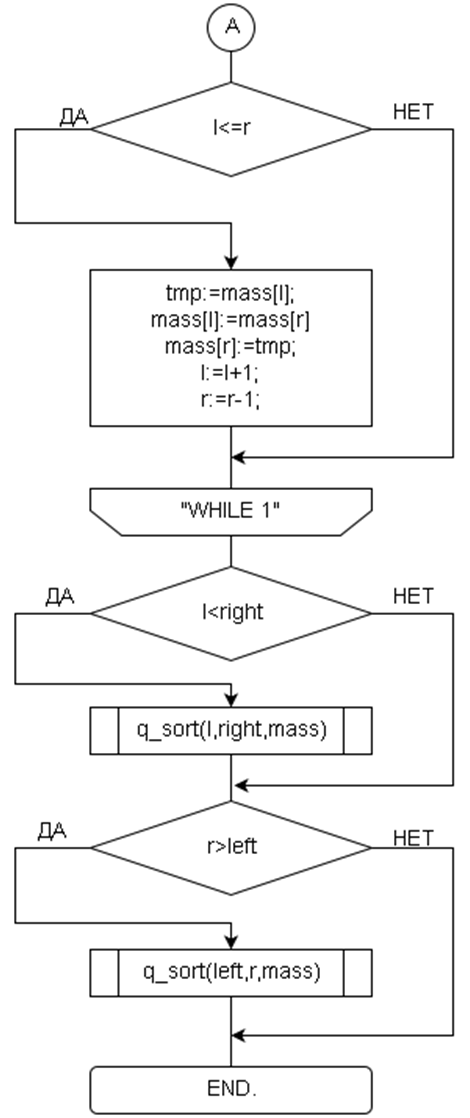 A
l<=r
ДА
НЕТ
tmp:=mass[l];
mass[l]:=mass[r]
mass[r]:=tmp;
l:=l+1;
r:=r-1;
"WHILE 1"
ДА
НЕТ
l<right
q_sort(l,right,mass)
ДА
НЕТ
r>left
q_sort(left,r,mass)
END.